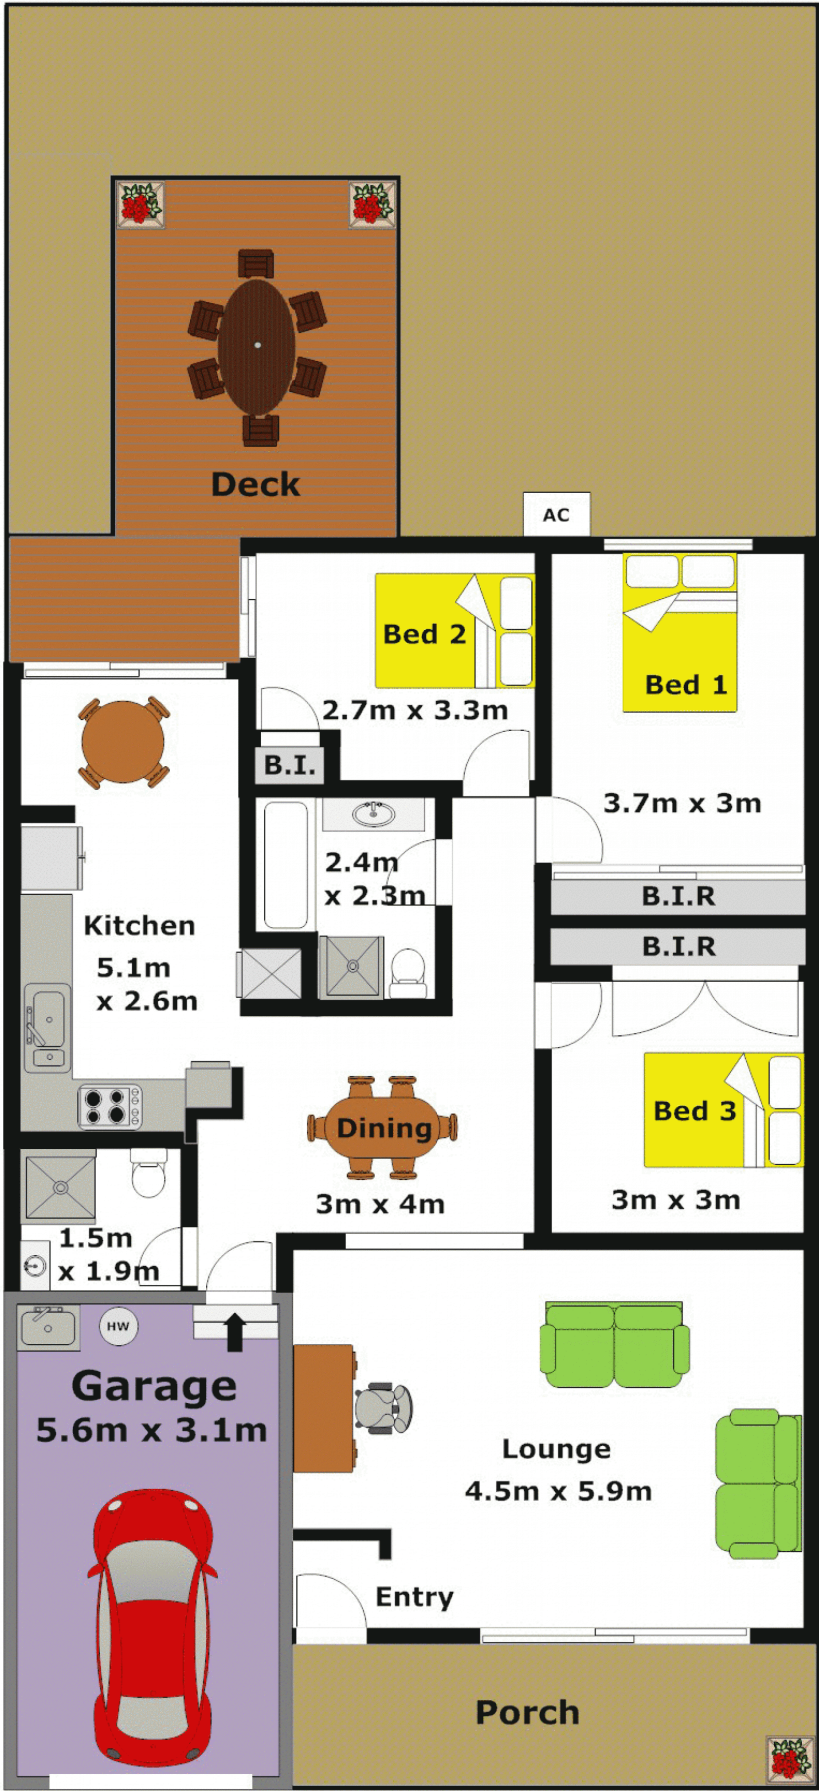 Deck
AC
Bed 2
2.7m x 3.3m
B.I.
Bed 1
3.7m x 3m
B.I.R
B.I.R
2.4m
x 2.3m
Kitchen
5.1m
x 2.6m
Bed 3
3m x 3m
Dining
3m x 4m
1.5m
x 1.9m
HW
Garage
5.6m x 3.1m
Lounge
4.5m x 5.9m
Entry
Porch